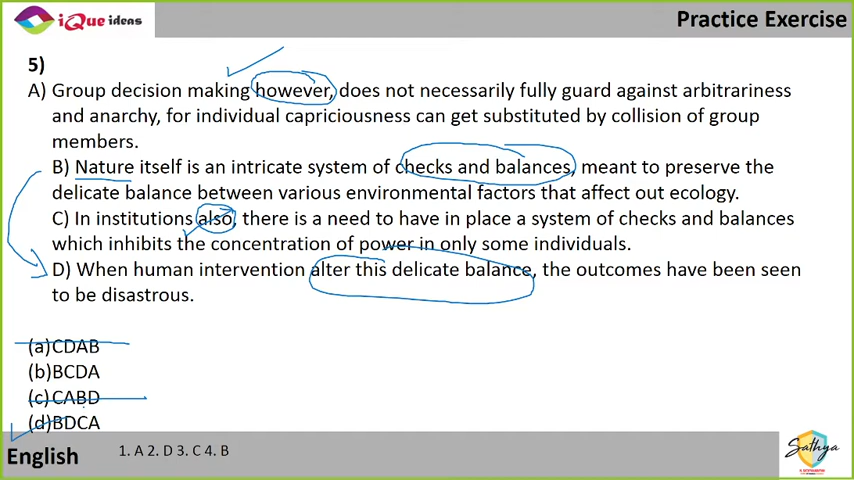 iQue ideas
Practice Exercise
5)
A) Group decision making however, does not necessarily fully guard against arbitrariness
and anarchy, for individual capriciousness can get substituted by collision of group
members.
B) Nature itself is an intricate system of checks and balances, meant to preserve the
delicate balance between various environmental factors that affect out ecology.
C) In institutions also, there is a need to have in place a system of checks and balances
which inhibits the concentration of power in only some individuals.
D) When human intervention alter this delicate balance, the outcomes have been seen
to be disastrous.
(a)CDAB
(b)BCDA
(c)CABD
(d)BDCA
English
1. A 2. D 3. C 4. B
Sathya